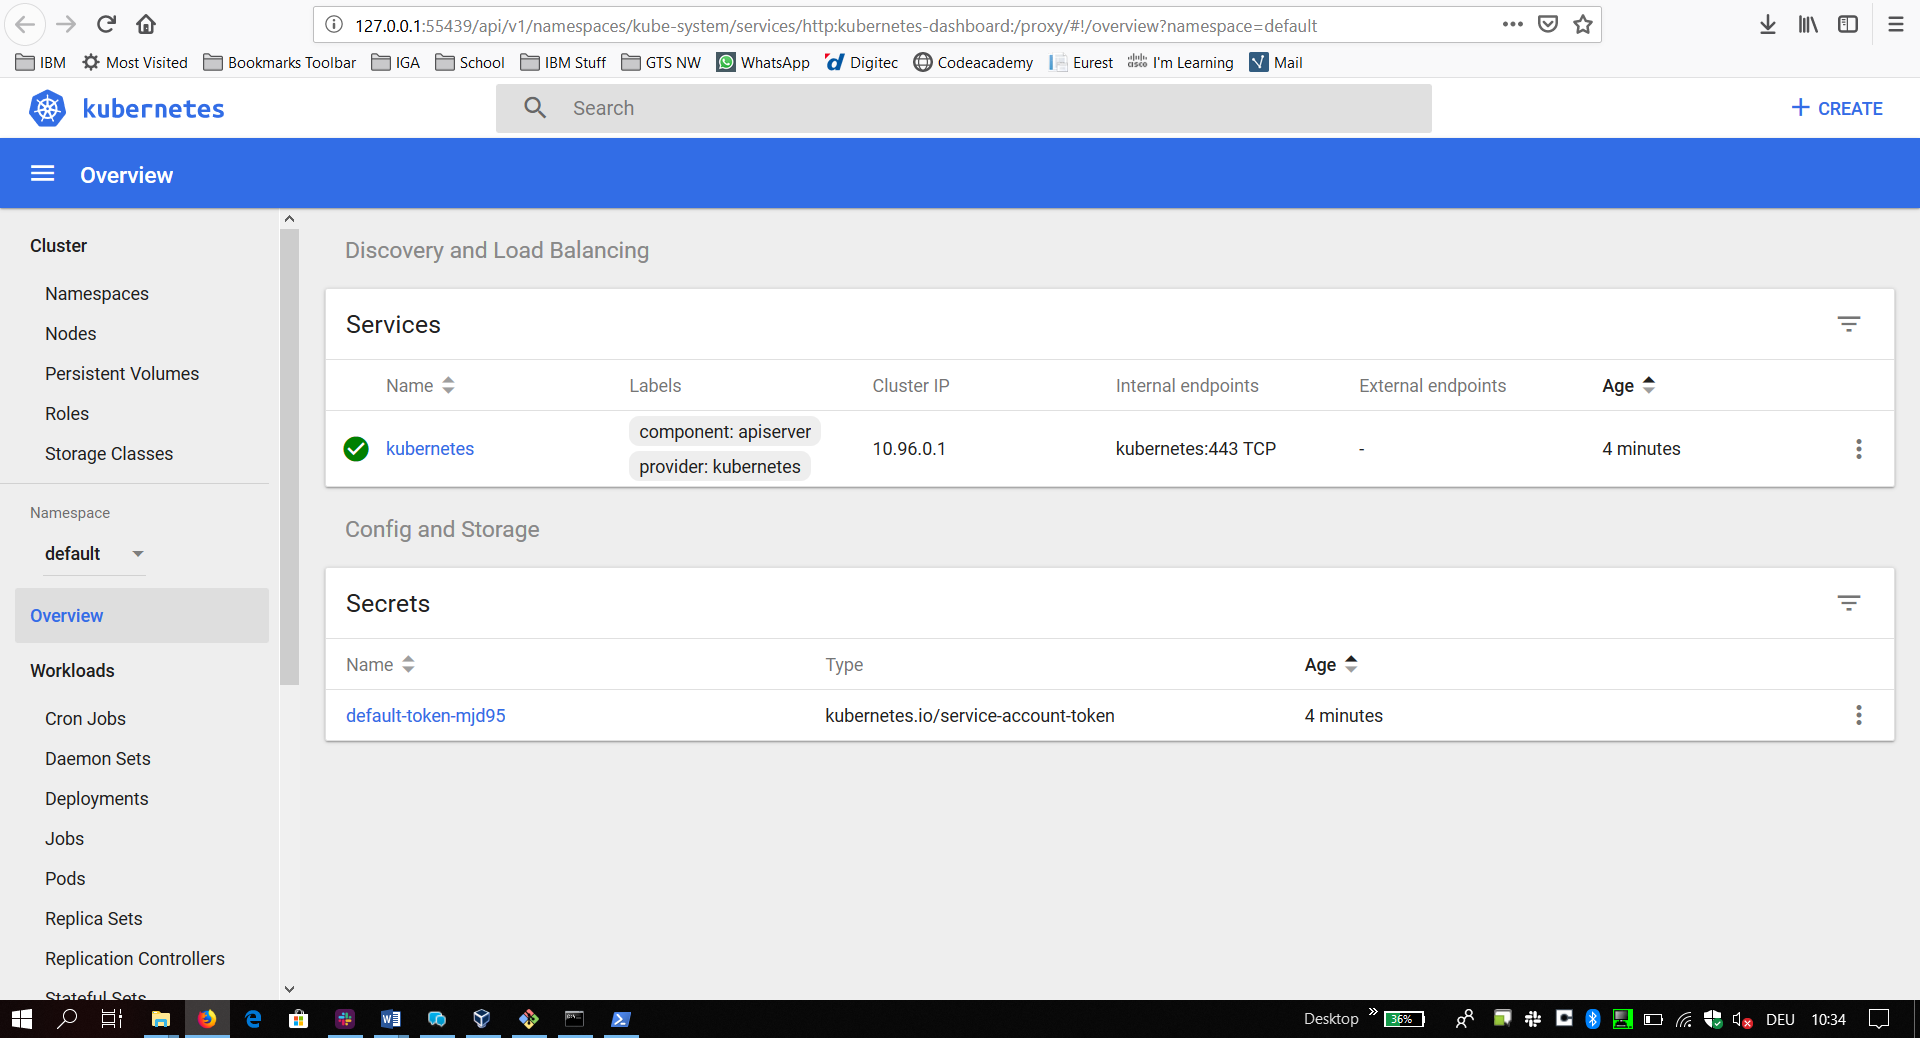 127.0.0.1:55439/api/v1/namespaces/kube-system/services/http:kubernetes-dashboard:/proxy/#!/overview?namespace=default
IBM Most Visited Bookmarks Toolbar IGA School IBM Stuff GTS NW WhatsApp Digitec Codeacademy Eurest I'm Learning Mail
kubernetes
Search
CREATE
Overview
Cluster
Namespaces
Nodes
Persistent Volumes
Roles
Storage Classes
Namespace
default
Overview
Workloads
Cron Jobs
Daemon Sets
Deployments
Jobs
Pods
Replica Sets
Replication Controllers
Stateful Sets
Discovery and Load Balancing
Services
Name Labels Cluster IP Internal endpoints External endpoints Age
kubernetes
component: apiserver
provider: kubernetes
10.96.0.1
kubernetes:443 TCP
-
4 minutes
Config and Storage
Secrets
Name Type Age
default-token-mjd95 kubernetes.io/service-account-token 4 minutes
Desktop » 36% DEU 10:34